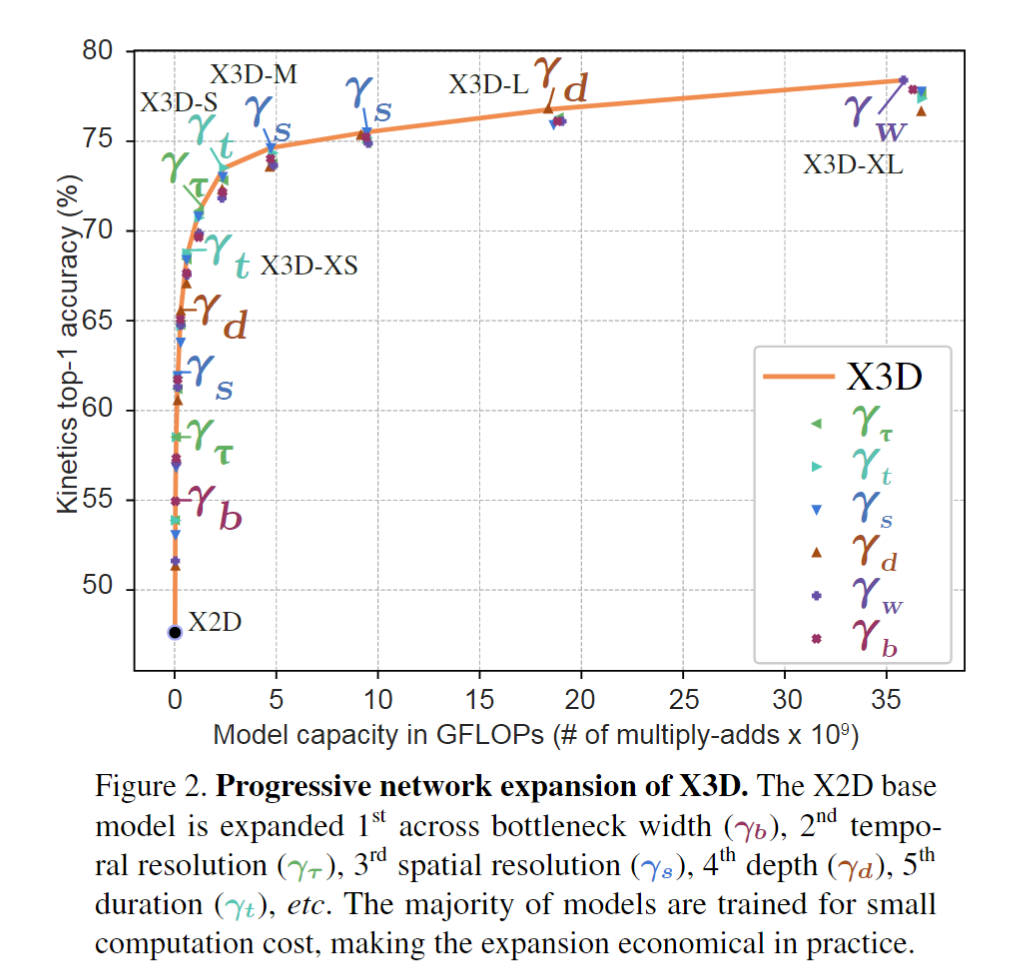 80
75
70
65
60
55
50
Kinetics top-1 accuracy (%)
X3D-M
X3D-S
X3D-L
X3D-XL
X3D-XS
X2D
γt
γs
γs
γd
γw
γτ
γt
γd
γs
γτ
γb
X3D
γτ
γt
γs
γd
γw
γb
0 5 10 15 20 25 30 35
Model capacity in GFLOPs (# of multiply-adds x 10⁹)
Figure 2. Progressive network expansion of X3D. The X2D base
model is expanded 1st across bottleneck width (γb), 2nd tempo-
ral resolution (γτ), 3rd spatial resolution (γs), 4th depth (γd), 5th
duration (γt), etc. The majority of models are trained for small
computation cost, making the expansion economical in practice.